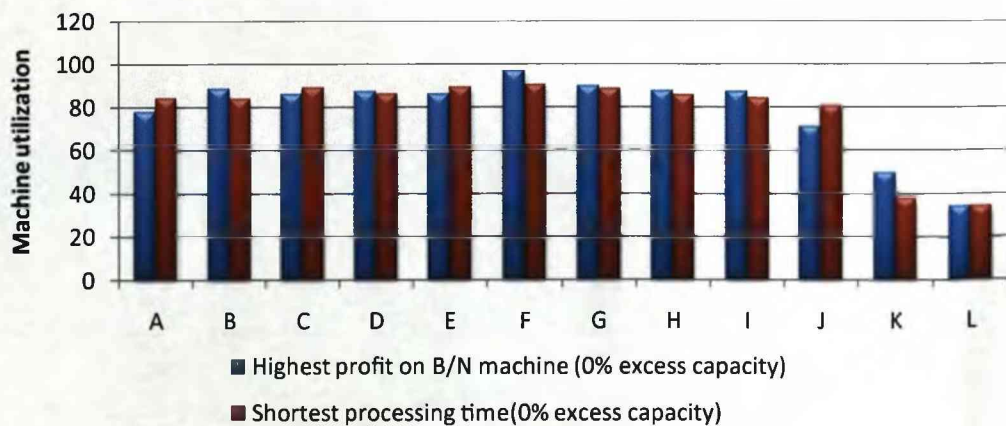 120
100
80
60
40
20
0
Machine utilization
A B C D E F G H I J K L
Highest profit on B/N machine (0% excess capacity)
Shortest processing time(0% excess capacity)